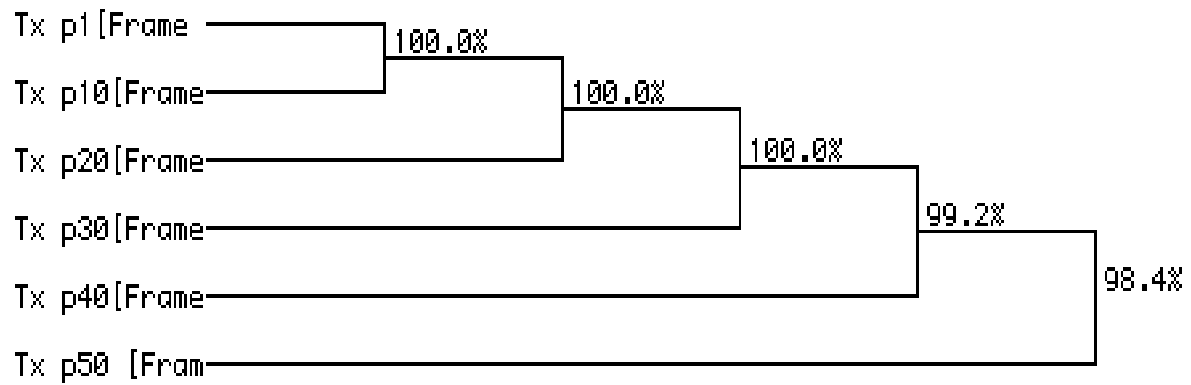 Tx p1[Frame
100.0%
Tx p10[Frame
100.0%
Tx p20[Frame
100.0%
Tx p30[Frame
99.2%
Tx p40[Frame
98.4%
Tx p50 [Fram